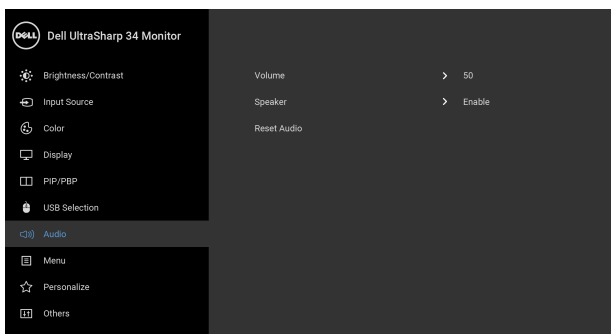 DELL Dell UltraSharp 34 Monitor
Brightness/Contrast
Volume 50
Input Source
Speaker Enable
Color
Reset Audio
Display
PIP/PBP
USB Selection
Audio
Menu
Personalize
Others